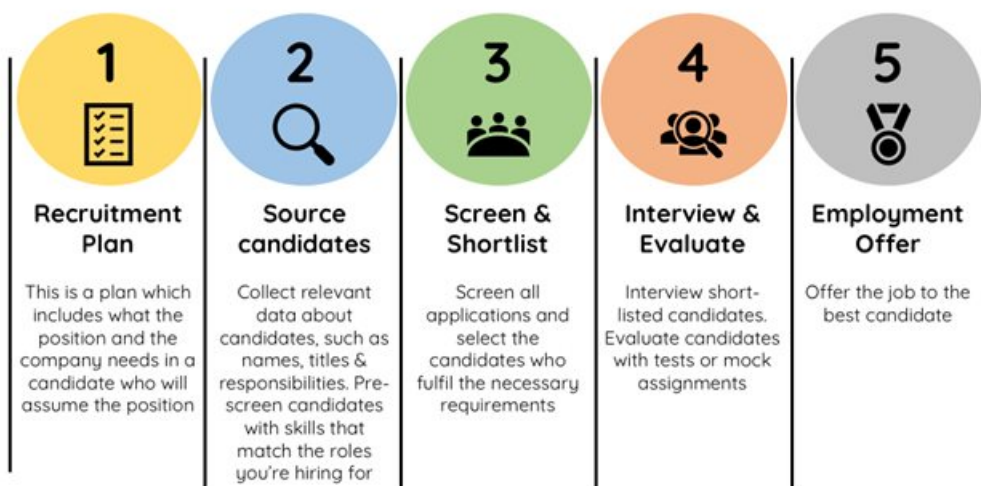 1
Recruitment
Plan
This is a plan which
includes what the
position and the
company needs in a
candidate who will
assume the position
2
Source
candidates
Collect relevant
data about
candidates, such as
names, titles &
responsibilities. Pre-
screen candidates
with skills that
match the roles
you're hiring for
3
Screen &
Shortlist
Screen all
applications and
select the
candidates who
fulfil the necessary
requirements
4
Interview &
Evaluate
Interview short-
listed candidates.
Evaluate candidates
with tests or mock
assignments
5
Employment
Offer
Offer the job to the
best candidate